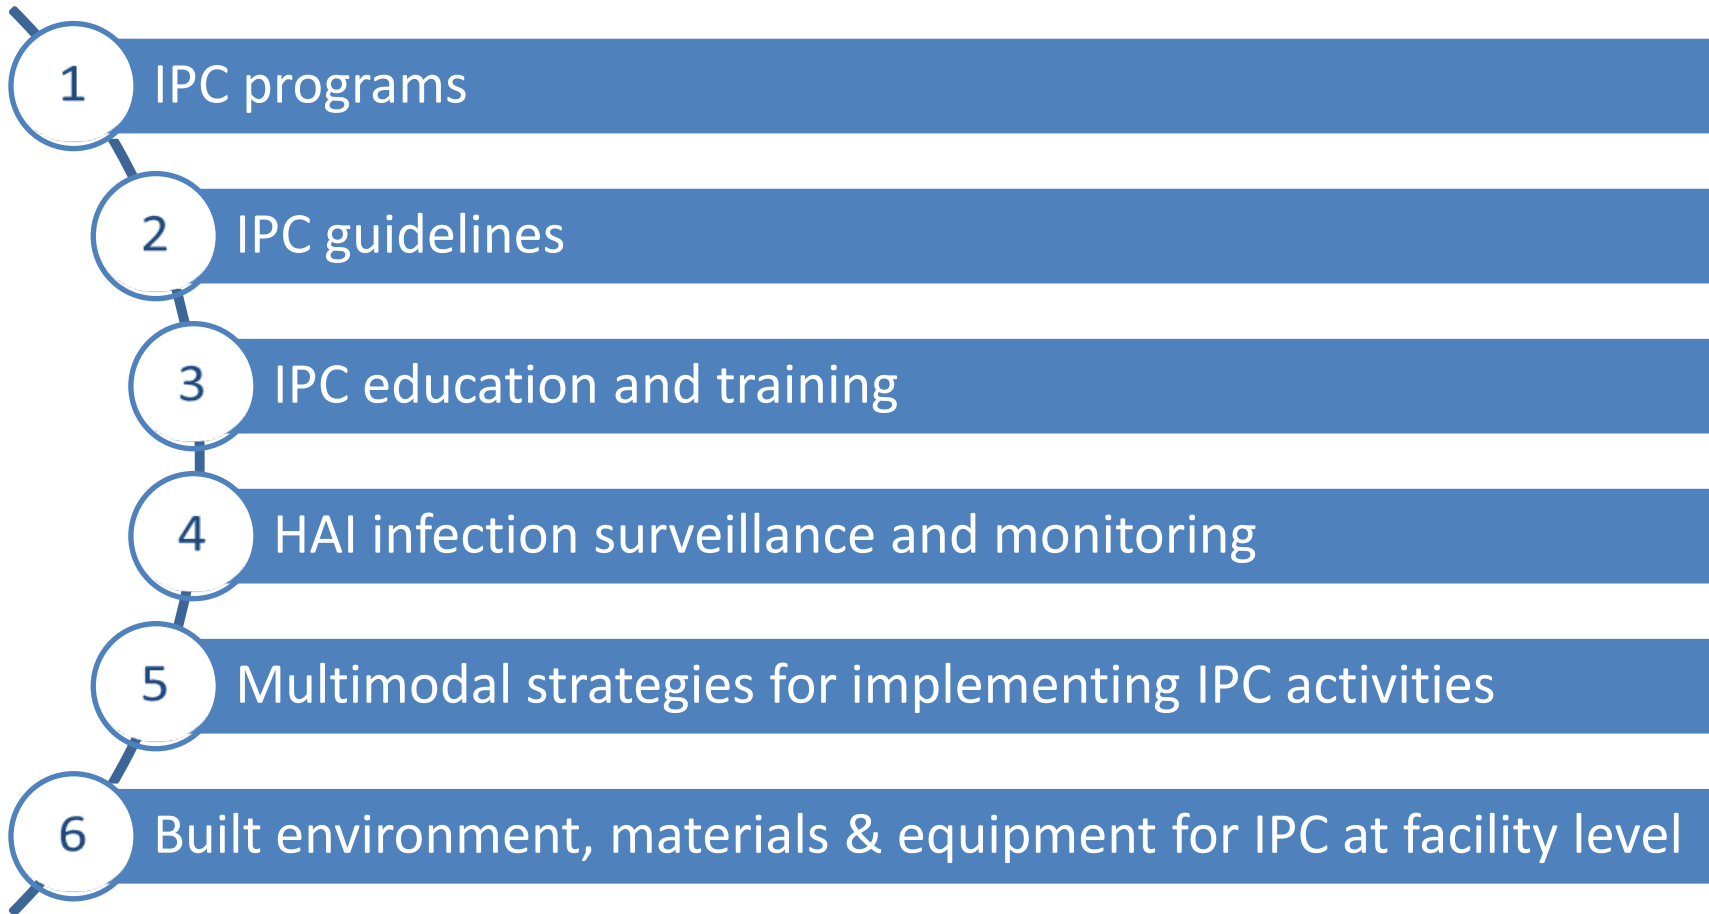 1 IPC programs
2 IPC guidelines
3 IPC education and training
4 HAI infection surveillance and monitoring
5 Multimodal strategies for implementing IPC activities
6 Built environment, materials & equipment for IPC at facility level